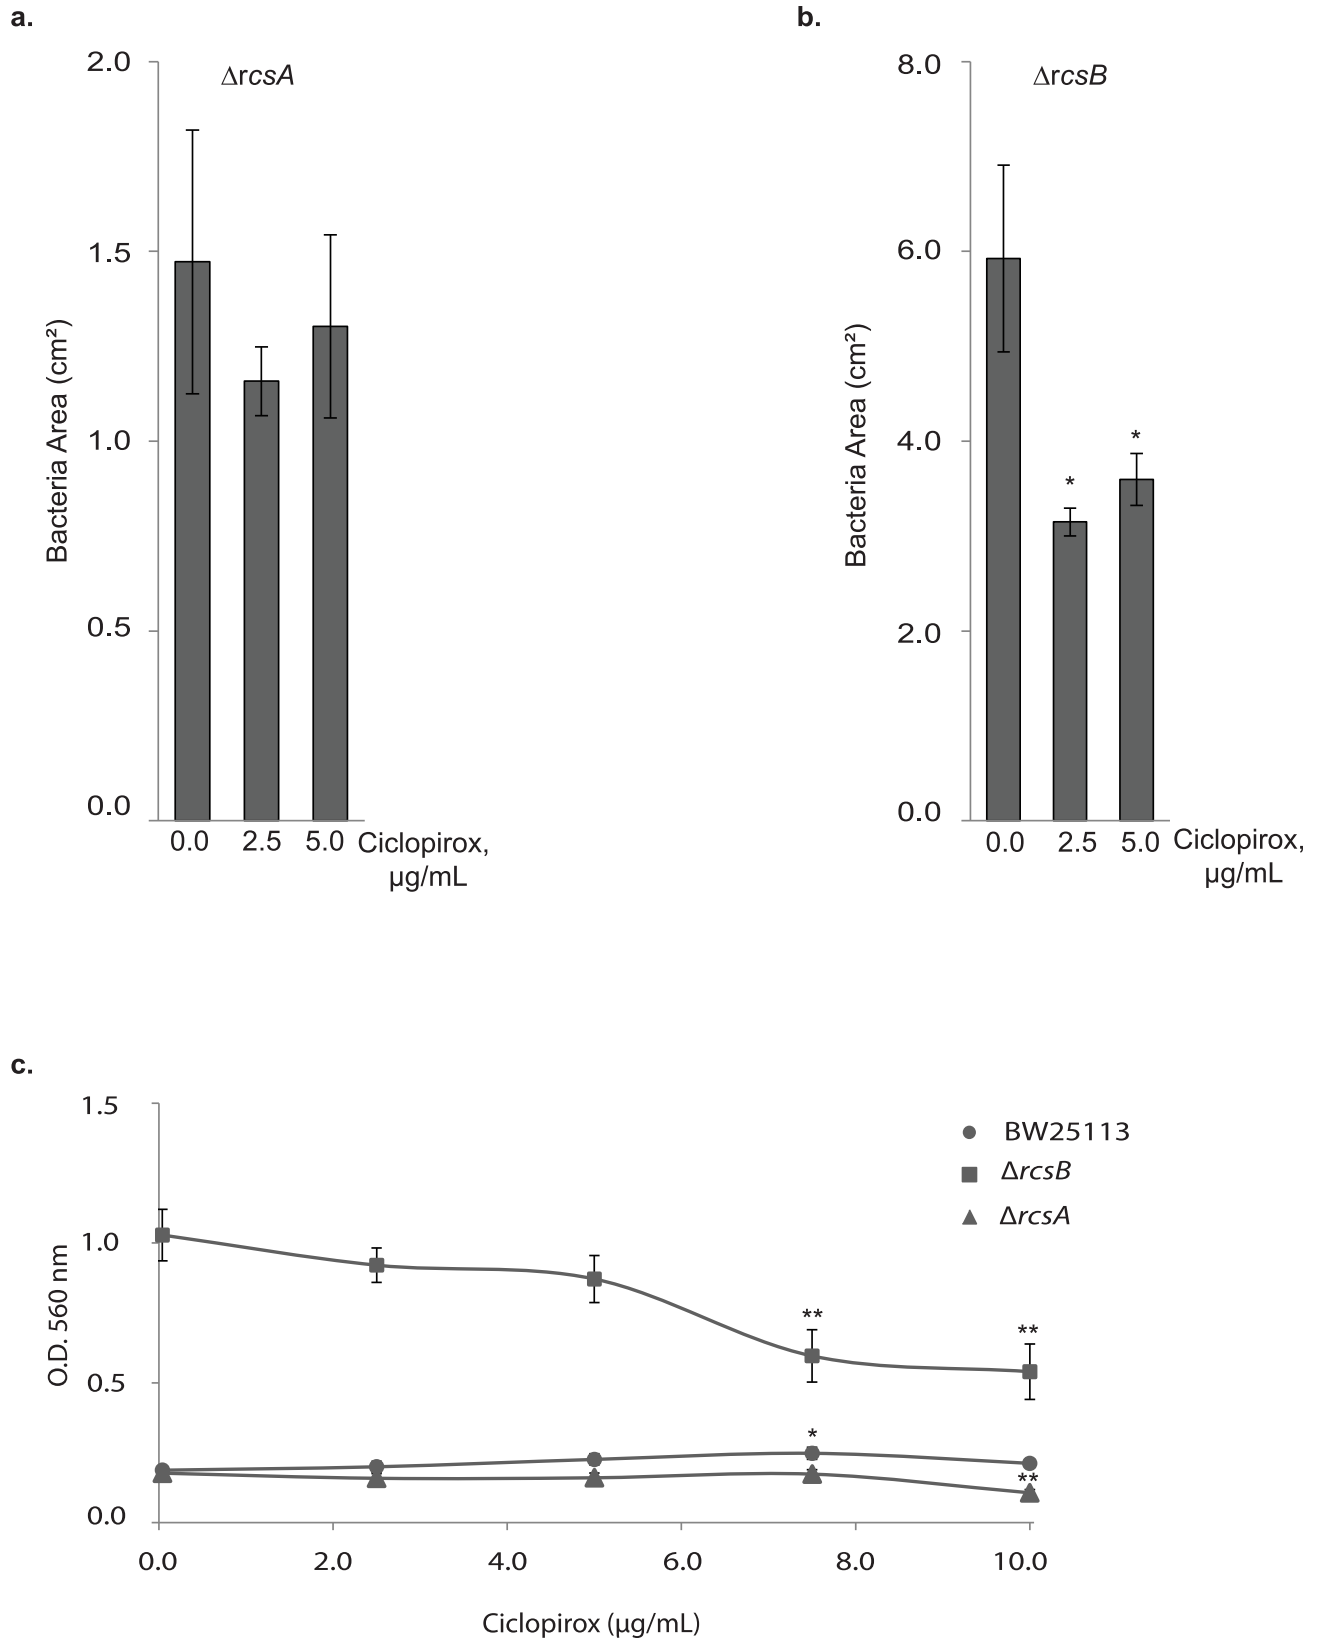 a.
ΔrcsA
2.0
1.5
1.0
0.5
0.0
Bacteria Area (cm²)
0.0 2.5 5.0 Ciclopirox,
µg/mL
b.
ΔrcsB
8.0
6.0
4.0
2.0
0.0
Bacteria Area (cm²)
*
*
0.0 2.5 5.0 Ciclopirox,
µg/mL
c.
1.5
1.0
0.5
0.0
O.D. 560 nm
BW25113
ΔrcsB
ΔrcsA
**
**
*
**
0.0 2.0 4.0 6.0 8.0 10.0
Ciclopirox (µg/mL)